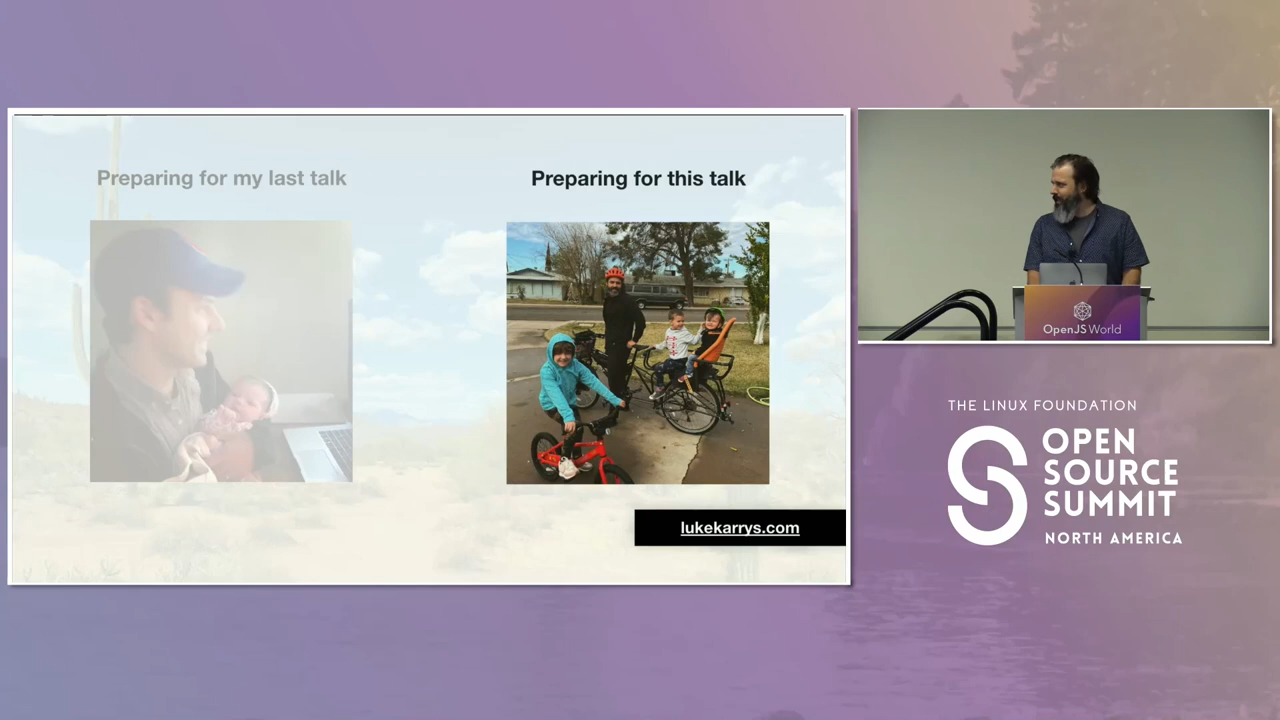 Preparing for my last talk
Preparing for this talk
lukekarrys.com
OpenJS World
THE LINUX FOUNDATION
OPEN
SOURCE
SUMMIT
NORTH AMERICA